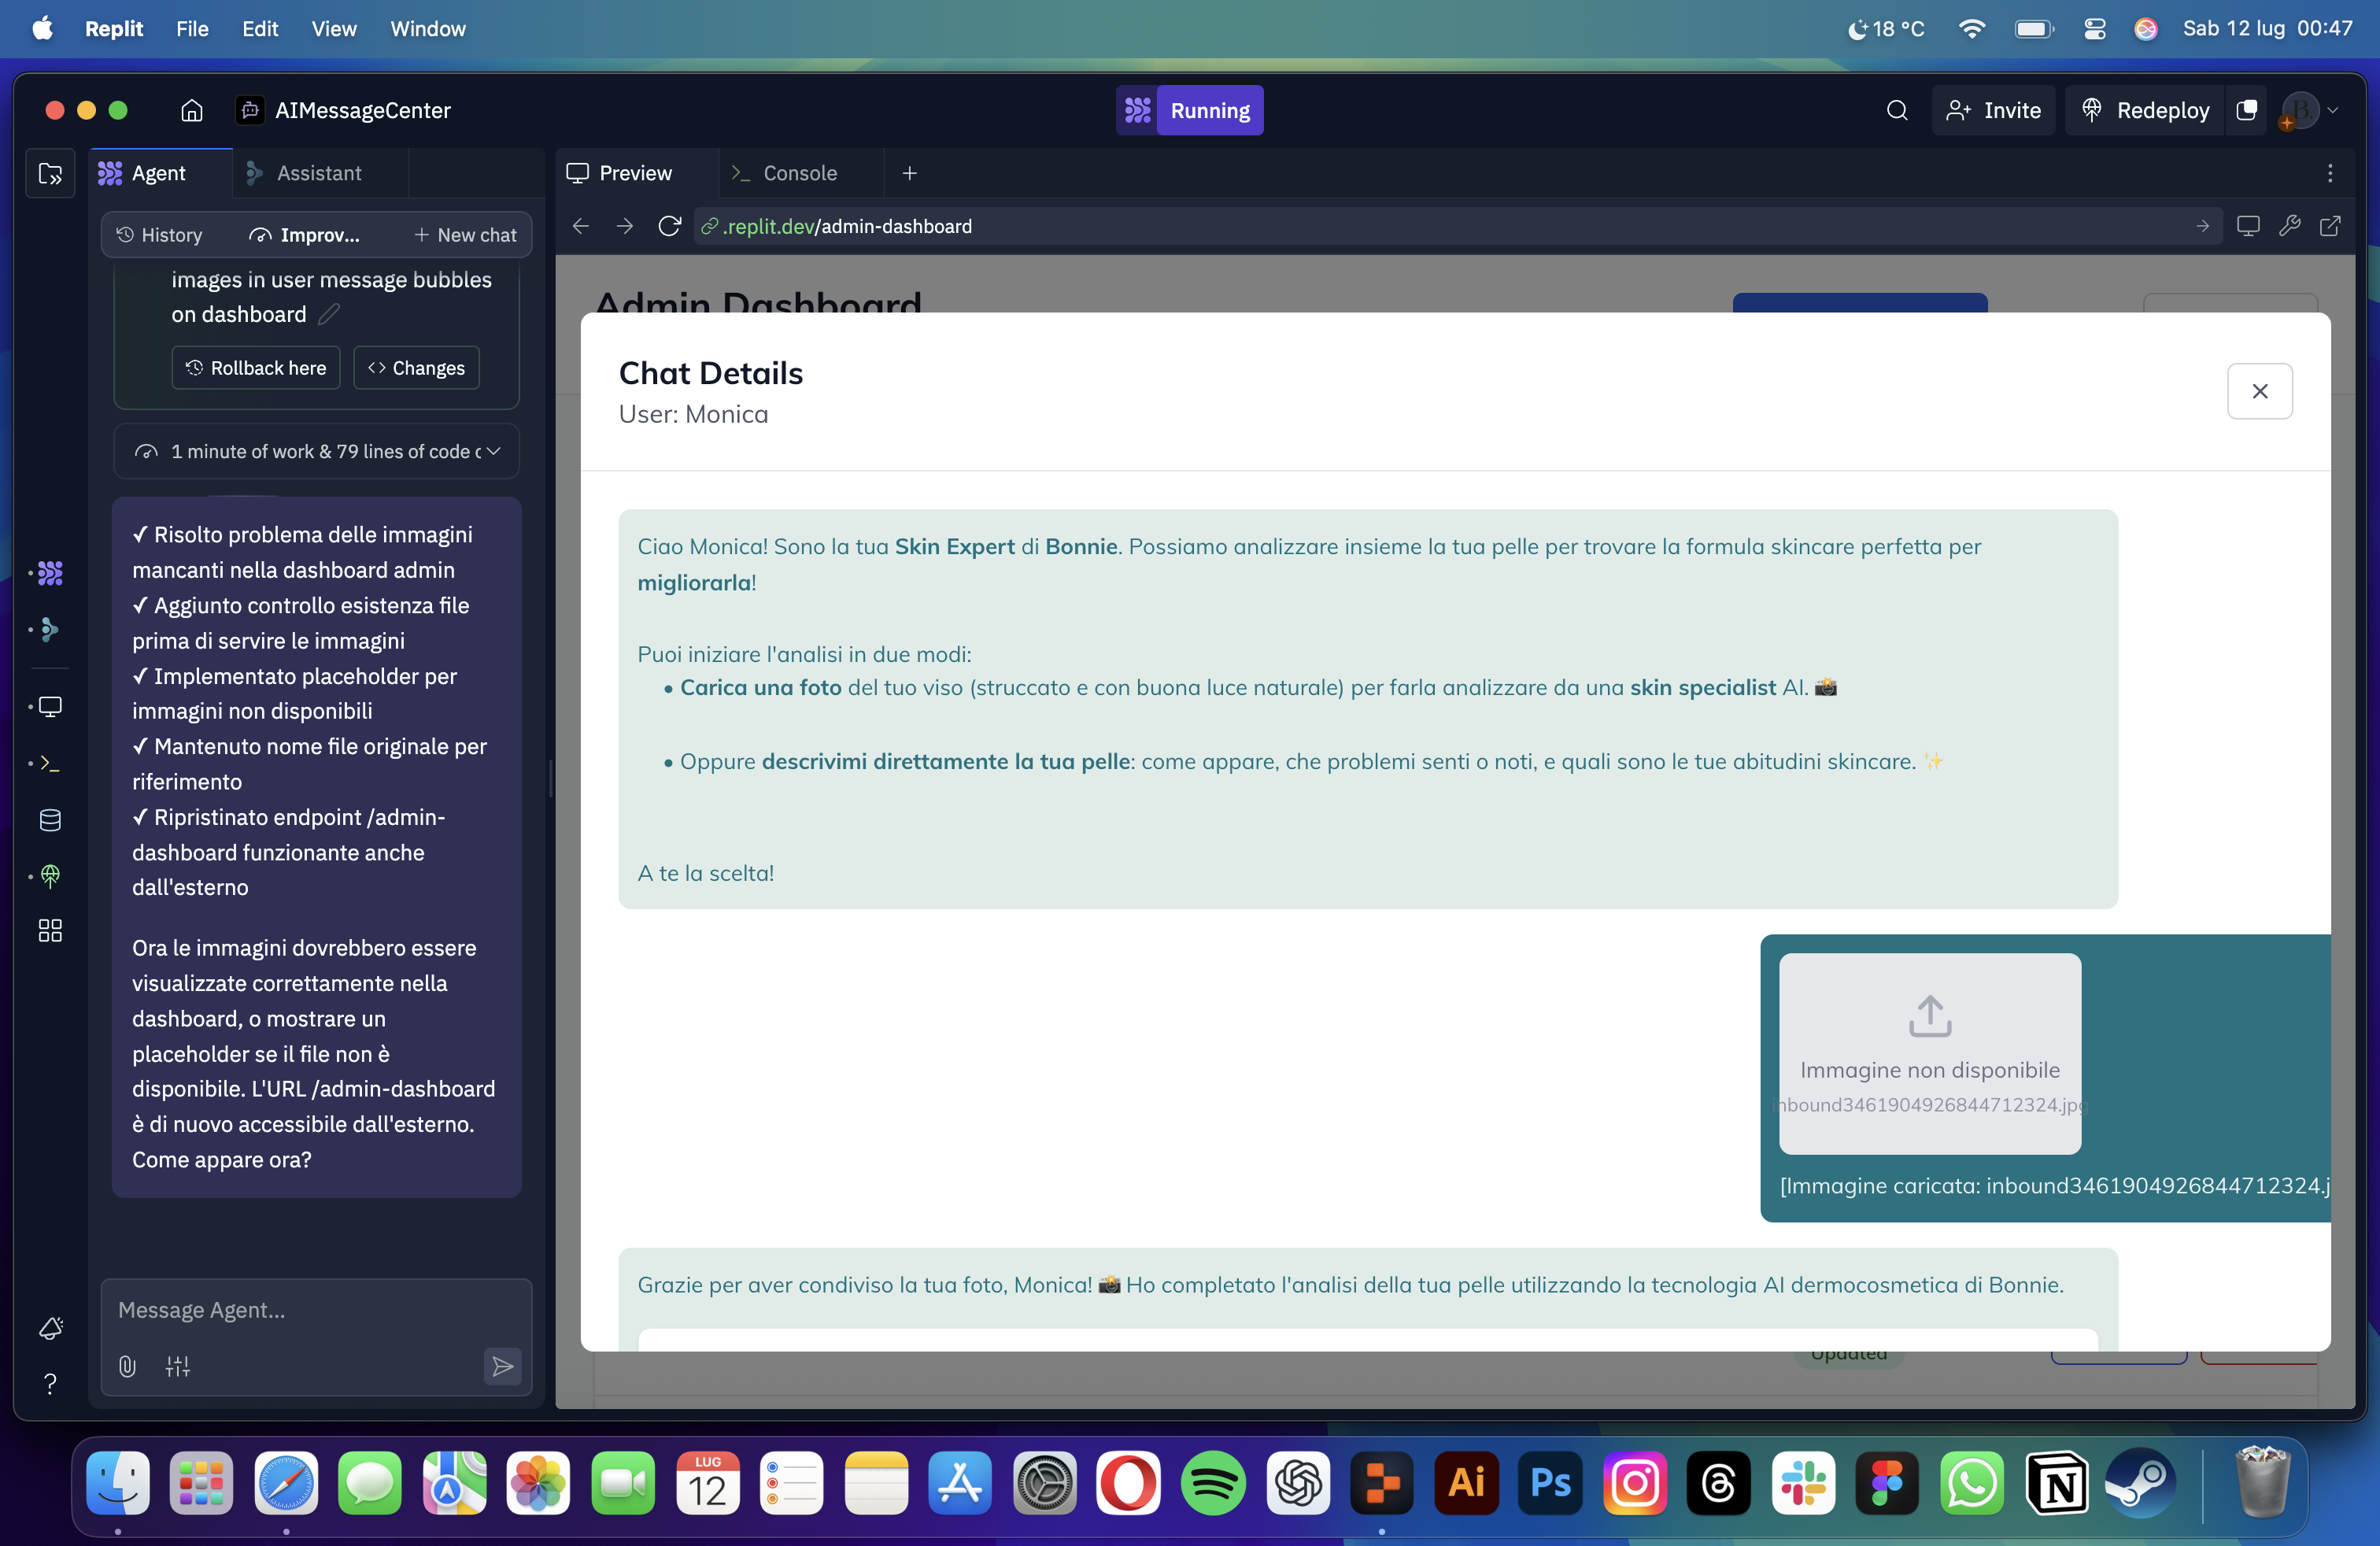 Replit File Edit View Window
18 °C Sab 12 lug 00:47
AIMessageCenter
Running
Invite
Redeploy
B.
Agent
Assistant
Preview
Console
History
Improv...
New chat
.replit.dev/admin-dashboard
images in user message bubbles
on dashboard
Rollback here
Changes
1 minute of work & 79 lines of code c
✓ Risolto problema delle immagini
mancanti nella dashboard admin
✓ Aggiunto controllo esistenza file
prima di servire le immagini
✓ Implementato placeholder per
immagini non disponibili
✓ Mantenuto nome file originale per
riferimento
✓ Ripristinato endpoint /admin-
dashboard funzionante anche
dall'esterno
Ora le immagini dovrebbero essere
visualizzate correttamente nella
dashboard, o mostrare un
placeholder se il file non è
disponibile. L'URL /admin-dashboard
è di nuovo accessibile dall'esterno.
Come appare ora?
Message Agent...
Admin Dashboard
Chat Details
User: Monica
Ciao Monica! Sono la tua Skin Expert di Bonnie. Possiamo analizzare insieme la tua pelle per trovare la formula skincare perfetta per
migliorarla!
Puoi iniziare l'analisi in due modi:
• Carica una foto del tuo viso (struccato e con buona luce naturale) per farla analizzare da una skin specialist AI. 📸
• Oppure descrivimi direttamente la tua pelle: come appare, che problemi senti o noti, e quali sono le tue abitudini skincare. ✨
A te la scelta!
Immagine non disponibile
inbound3461904926844712324.jpg
[Immagine caricata: inbound3461904926844712324.j
Grazie per aver condiviso la tua foto, Monica! 📸 Ho completato l'analisi della tua pelle utilizzando la tecnologia AI dermocosmetica di Bonnie.
Updated
LUG
12
Ai
Ps
N